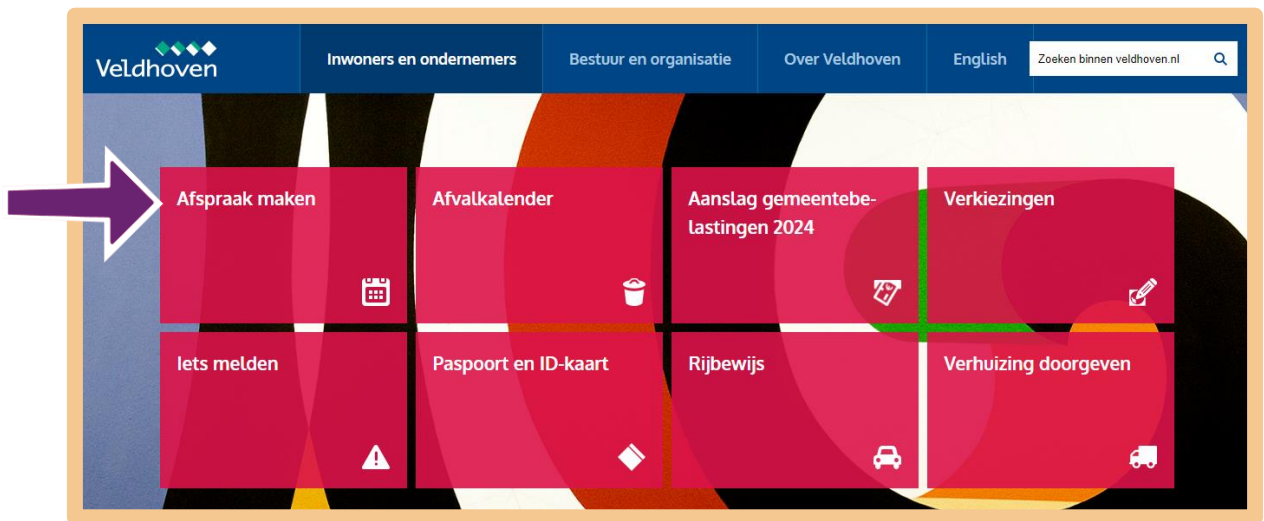 Veldhoven
Inwoners en ondernemers
Bestuur en organisatie
Over Veldhoven
English
Zoeken binnen veldhoven.nl
Afspraak maken
Afvalkalender
Aanslag gemeentebe-
lastingen 2024
Verkiezingen
Iets melden
Paspoort en ID-kaart
Rijbewijs
Verhuizing doorgeven